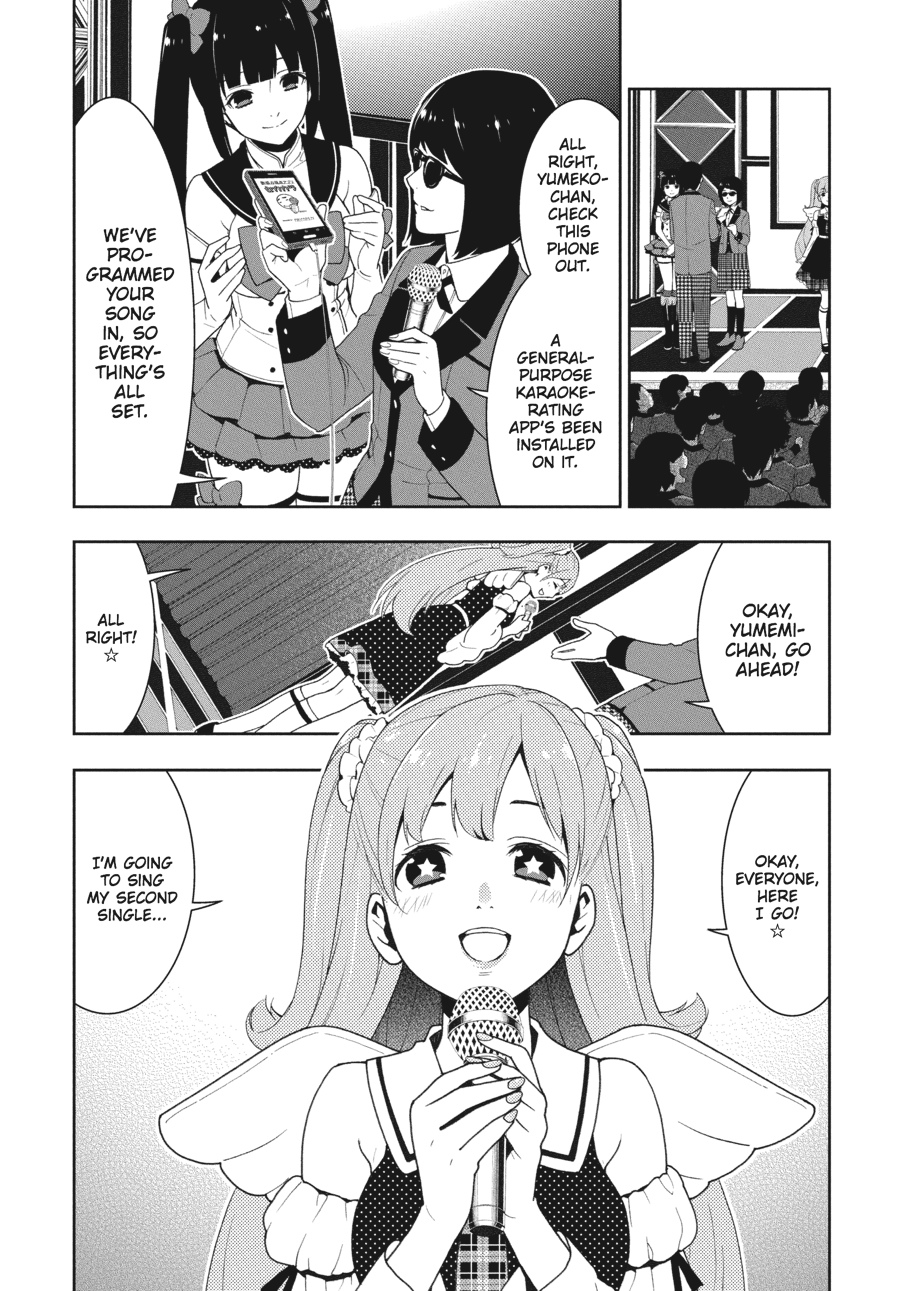 ALL
RIGHT,
YUMEKO-
CHAN,
CHECK
THIS
PHONE
OUT.
A
GENERAL-
PURPOSE
KARAOKE-
RATING
APP'S BEEN
INSTALLED
ON IT.
WE'VE
PRO-
GRAMMED
YOUR
SONG
IN, SO
EVERY-
THING'S
ALL
SET.
OKAY,
YUMEMI-
CHAN, GO
AHEAD!
ALL
RIGHT!
☆
OKAY,
EVERYONE,
HERE
I GO!
☆
I'M GOING
TO SING
MY SECOND
SINGLE...